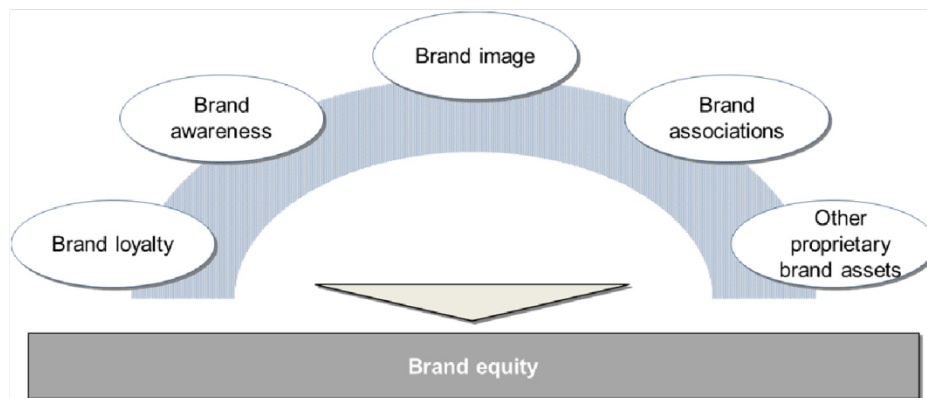 Brand image
Brand
awareness
Brand
associations
Brand loyalty
Other
proprietary
brand assets
Brand equity